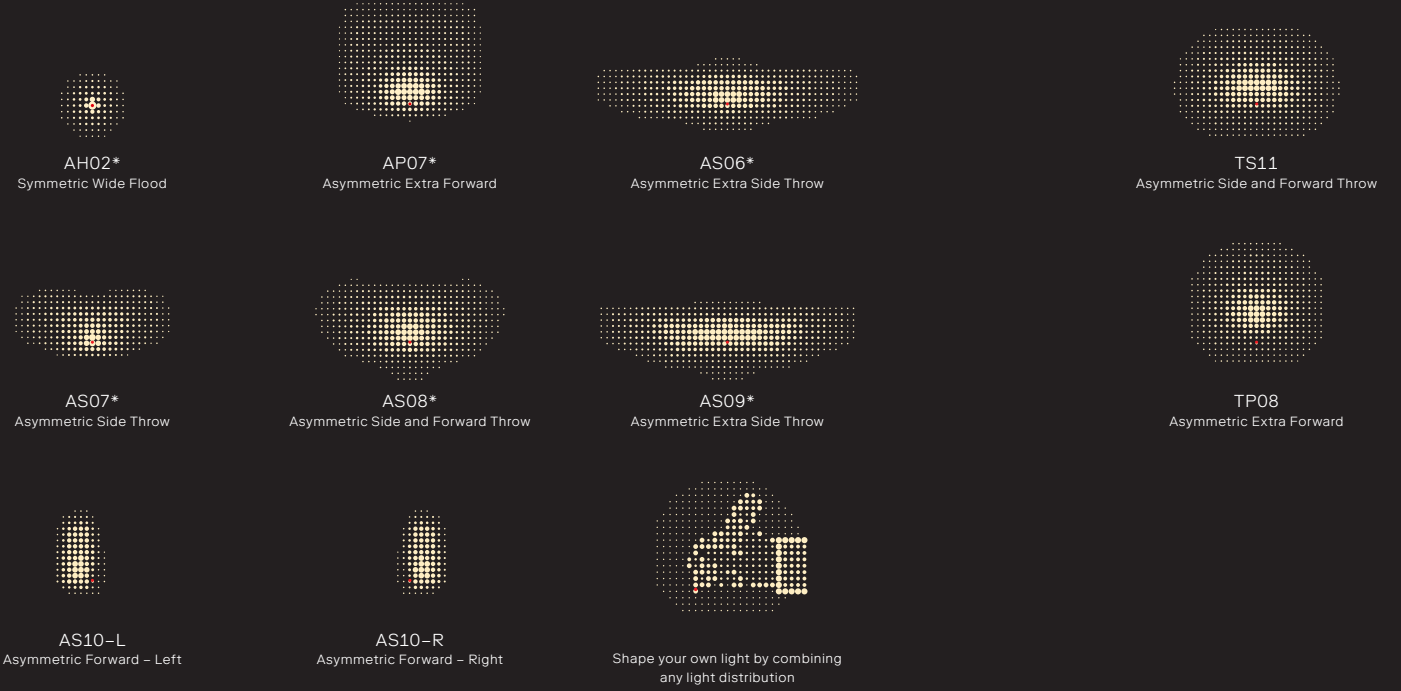 AH02*
Symmetric Wide Flood
AP07*
Asymmetric Extra Forward
AS06*
Asymmetric Extra Side Throw
TS11
Asymmetric Side and Forward Throw
AS07*
Asymmetric Side Throw
AS08*
Asymmetric Side and Forward Throw
AS09*
Asymmetric Extra Side Throw
TP08
Asymmetric Extra Forward
AS10–L
Asymmetric Forward – Left
AS10–R
Asymmetric Forward – Right
Shape your own light by combining
any light distribution